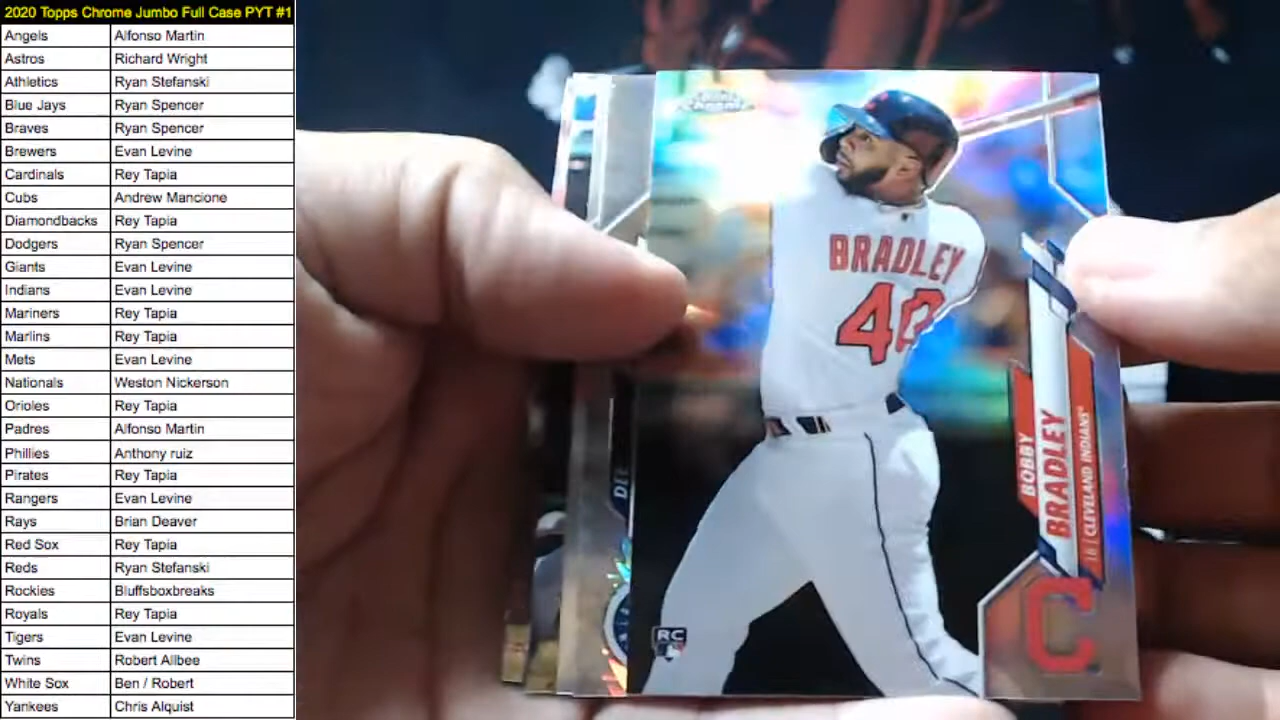 2020 Topps Chrome Jumbo Full Case PYT #1
Angels Alfonso Martin
Astros Richard Wright
Athletics Ryan Stefanski
Blue Jays Ryan Spencer
Braves Ryan Spencer
Brewers Evan Levine
Cardinals Rey Tapia
Cubs Andrew Mancione
Diamondbacks Rey Tapia
Dodgers Ryan Spencer
Giants Evan Levine
Indians Evan Levine
Mariners Rey Tapia
Marlins Rey Tapia
Mets Evan Levine
Nationals Weston Nickerson
Orioles Rey Tapia
Padres Alfonso Martin
Phillies Anthony ruiz
Pirates Rey Tapia
Rangers Evan Levine
Rays Brian Deaver
Red Sox Rey Tapia
Reds Ryan Stefanski
Rockies Bluffsboxbreaks
Royals Rey Tapia
Tigers Evan Levine
Twins Robert Allbee
White Sox Ben / Robert
Yankees Chris Alquist
Chrome
BRADLEY
40
BOBBY
BRADLEY
1B | CLEVELAND INDIANS®
C
RC
DEE